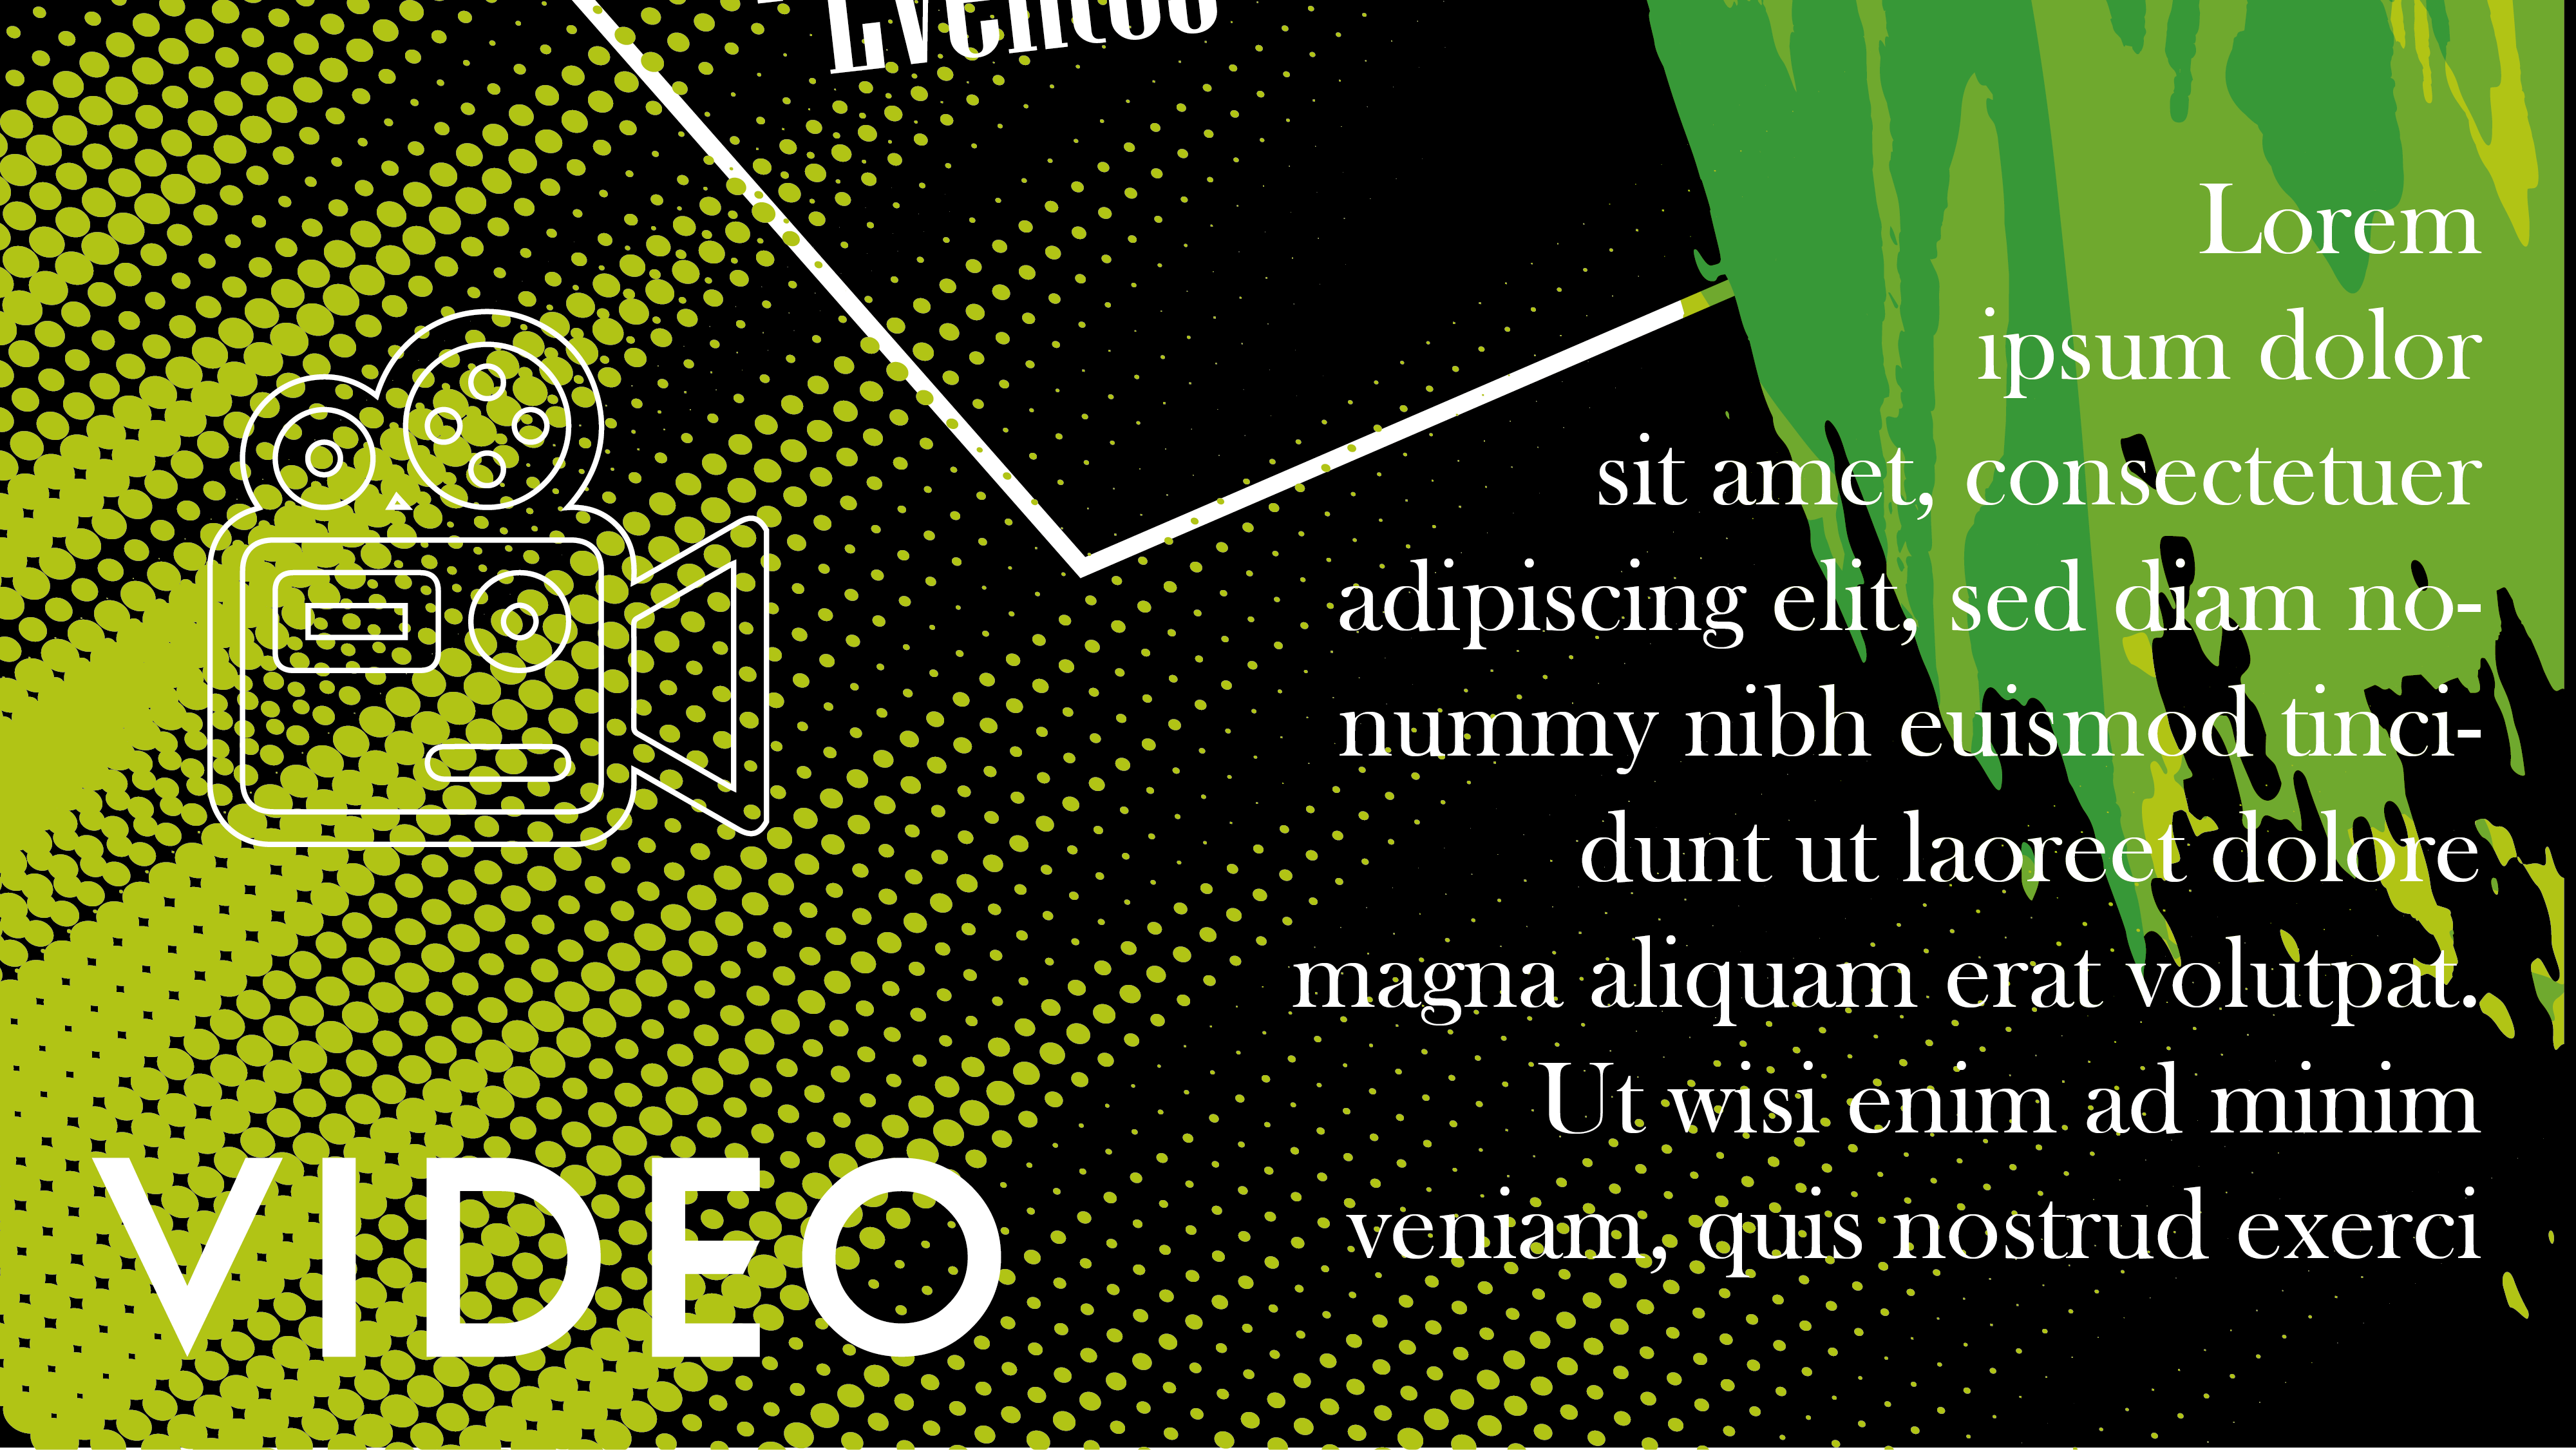 Eventos
Lorem
ipsum dolor
sit amet, consectetuer
adipiscing elit, sed diam no-
nummy nibh euismod tinci-
dunt ut laoreet dolore
magna aliquam erat volutpat.
Ut wisi enim ad minim
veniam, quis nostrud exerci
VIDEO